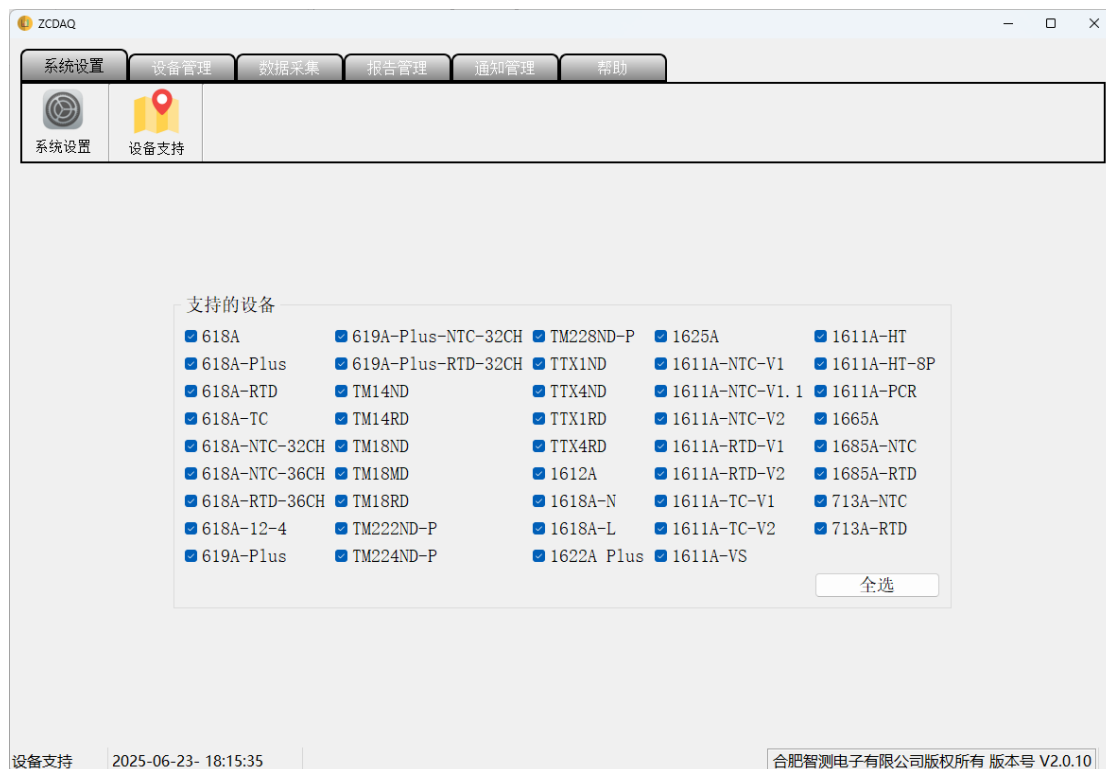 ZCDAQ
系统设置 设备管理 数据采集 报告管理 通知管理 帮助
系统设置 设备支持
支持的设备
618A 619A-Plus-NTC-32CH TM228ND-P 1625A 1611A-HT
618A-Plus 619A-Plus-RTD-32CH TTX1ND 1611A-NTC-V1 1611A-HT-8P
618A-RTD TM14ND TTX4ND 1611A-NTC-V1.1 1611A-PCR
618A-TC TM14RD TTX1RD 1611A-NTC-V2 1665A
618A-NTC-32CH TM18ND TTX4RD 1611A-RTD-V1 1685A-NTC
618A-NTC-36CH TM18MD 1612A 1611A-RTD-V2 1685A-RTD
618A-RTD-36CH TM18RD 1618A-N 1611A-TC-V1 713A-NTC
618A-12-4 TM222ND-P 1618A-L 1611A-TC-V2 713A-RTD
619A-Plus TM224ND-P 1622A Plus 1611A-VS
全选
设备支持 2025-06-23- 18:15:35 合肥智测电子有限公司版权所有 版本号 V2.0.10